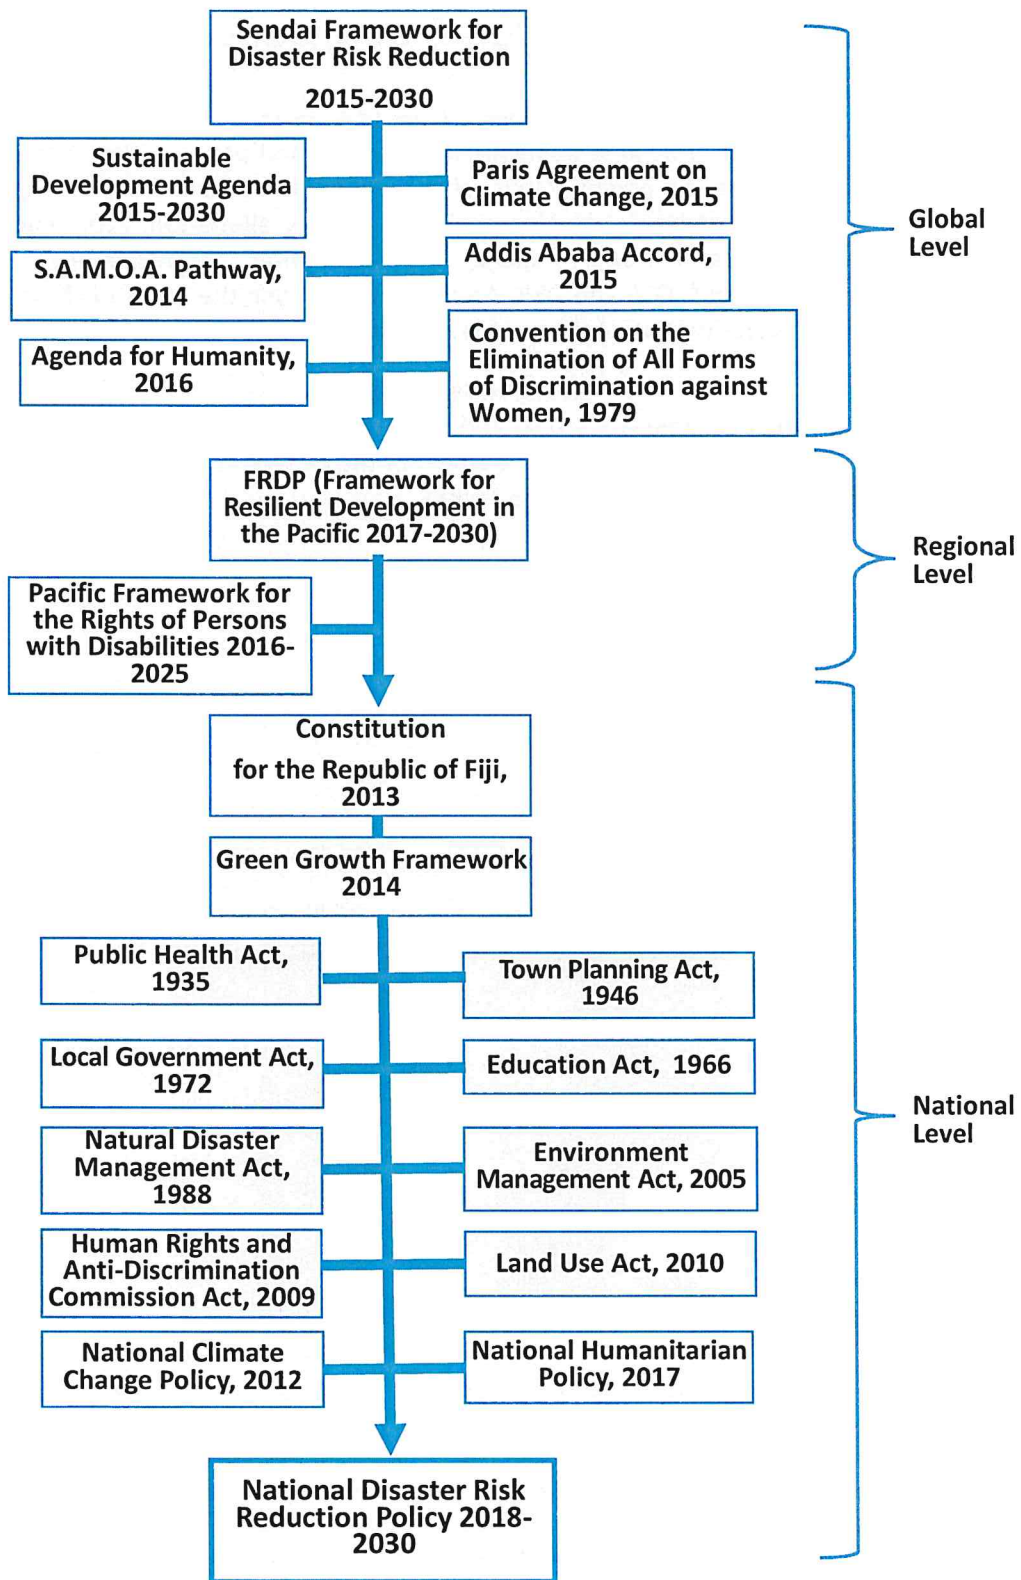 Sendai Framework for
Disaster Risk Reduction
2015-2030
Sustainable
Development Agenda
2015-2030
Paris Agreement on
Climate Change, 2015
S.A.M.O.A. Pathway,
2014
Addis Ababa Accord,
2015
Agenda for Humanity,
2016
Convention on the
Elimination of All Forms
of Discrimination against
Women, 1979
Global
Level
FRDP (Framework for
Resilient Development in
the Pacific 2017-2030)
Pacific Framework for
the Rights of Persons
with Disabilities 2016-
2025
Regional
Level
Constitution
for the Republic of Fiji,
2013
Green Growth Framework
2014
Public Health Act,
1935
Town Planning Act,
1946
Local Government Act,
1972
Education Act, 1966
Natural Disaster
Management Act,
1988
Environment
Management Act, 2005
Human Rights and
Anti-Discrimination
Commission Act, 2009
Land Use Act, 2010
National Climate
Change Policy, 2012
National Humanitarian
Policy, 2017
National
Level
National Disaster Risk
Reduction Policy 2018-
2030